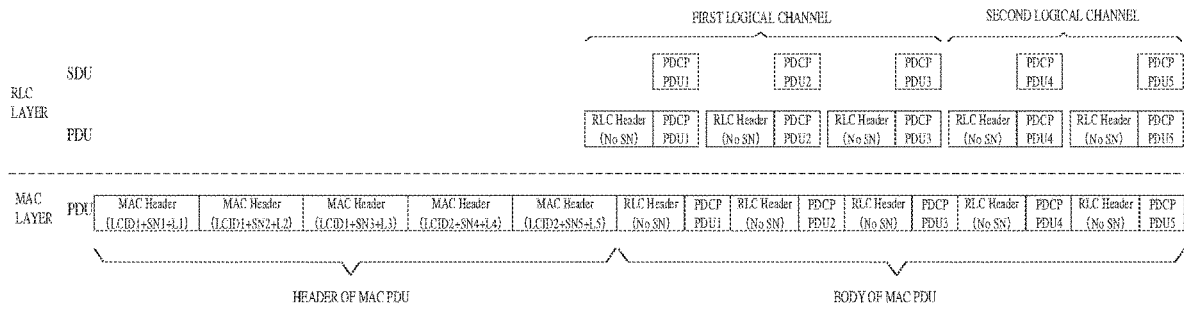 FIRST LOGICAL CHANNEL SECOND LOGICAL CHANNEL
SDU PDCP PDU1 PDCP PDU2 PDCP PDU3 PDCP PDU4 PDCP PDU5
RLC LAYER
PDU RLC Header (No SN) PDCP PDU1 RLC Header (No SN) PDCP PDU2 RLC Header (No SN) PDCP PDU3 RLC Header (No SN) PDCP PDU4 RLC Header (No SN) PDCP PDU5
MAC LAYER
PDU MAC Header (LCID1+SN1+L1) MAC Header (LCID1+SN2+L2) MAC Header (LCID1+SN3+L3) MAC Header (LCID2+SN4+L4) MAC Header (LCID2+SN5+L5) RLC Header (No SN) PDCP PDU1 RLC Header (No SN) PDCP PDU2 RLC Header (No SN) PDCP PDU3 RLC Header (No SN) PDCP PDU4 RLC Header (No SN) PDCP PDU5
HEADER OF MAC PDU BODY OF MAC PDU